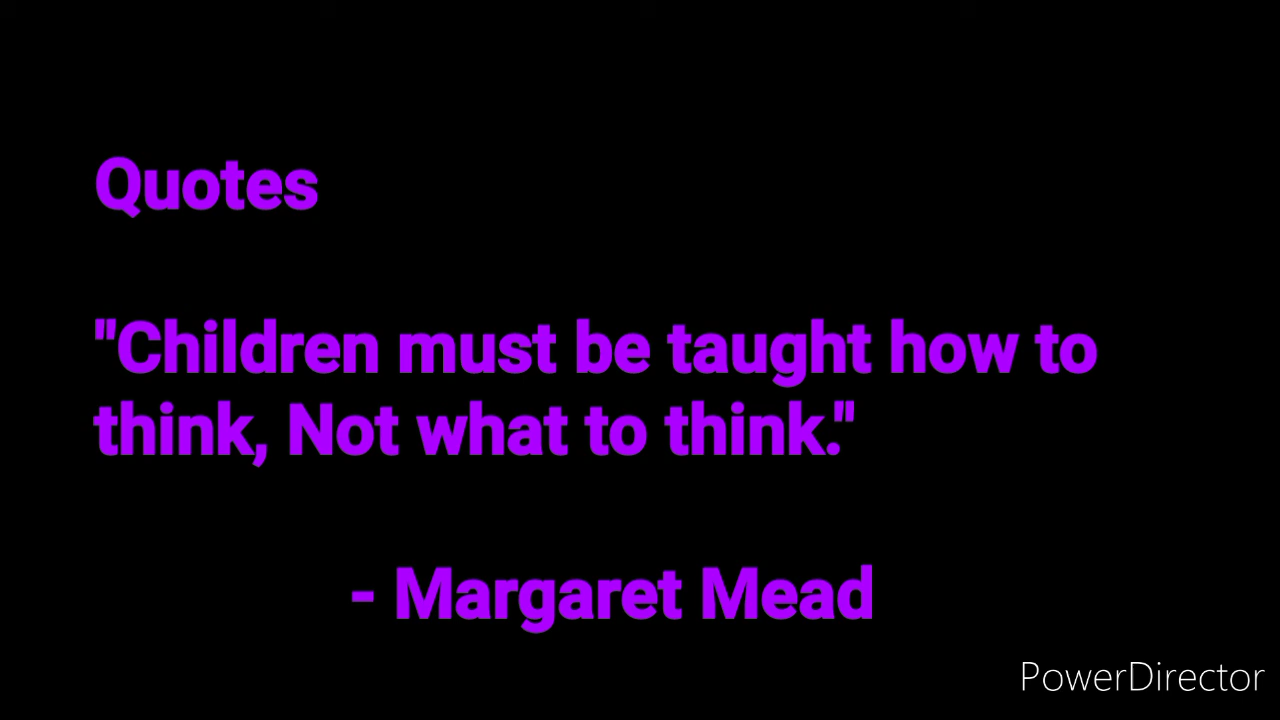 Quotes
"Children must be taught how to
think, Not what to think."
- Margaret Mead
PowerDirector